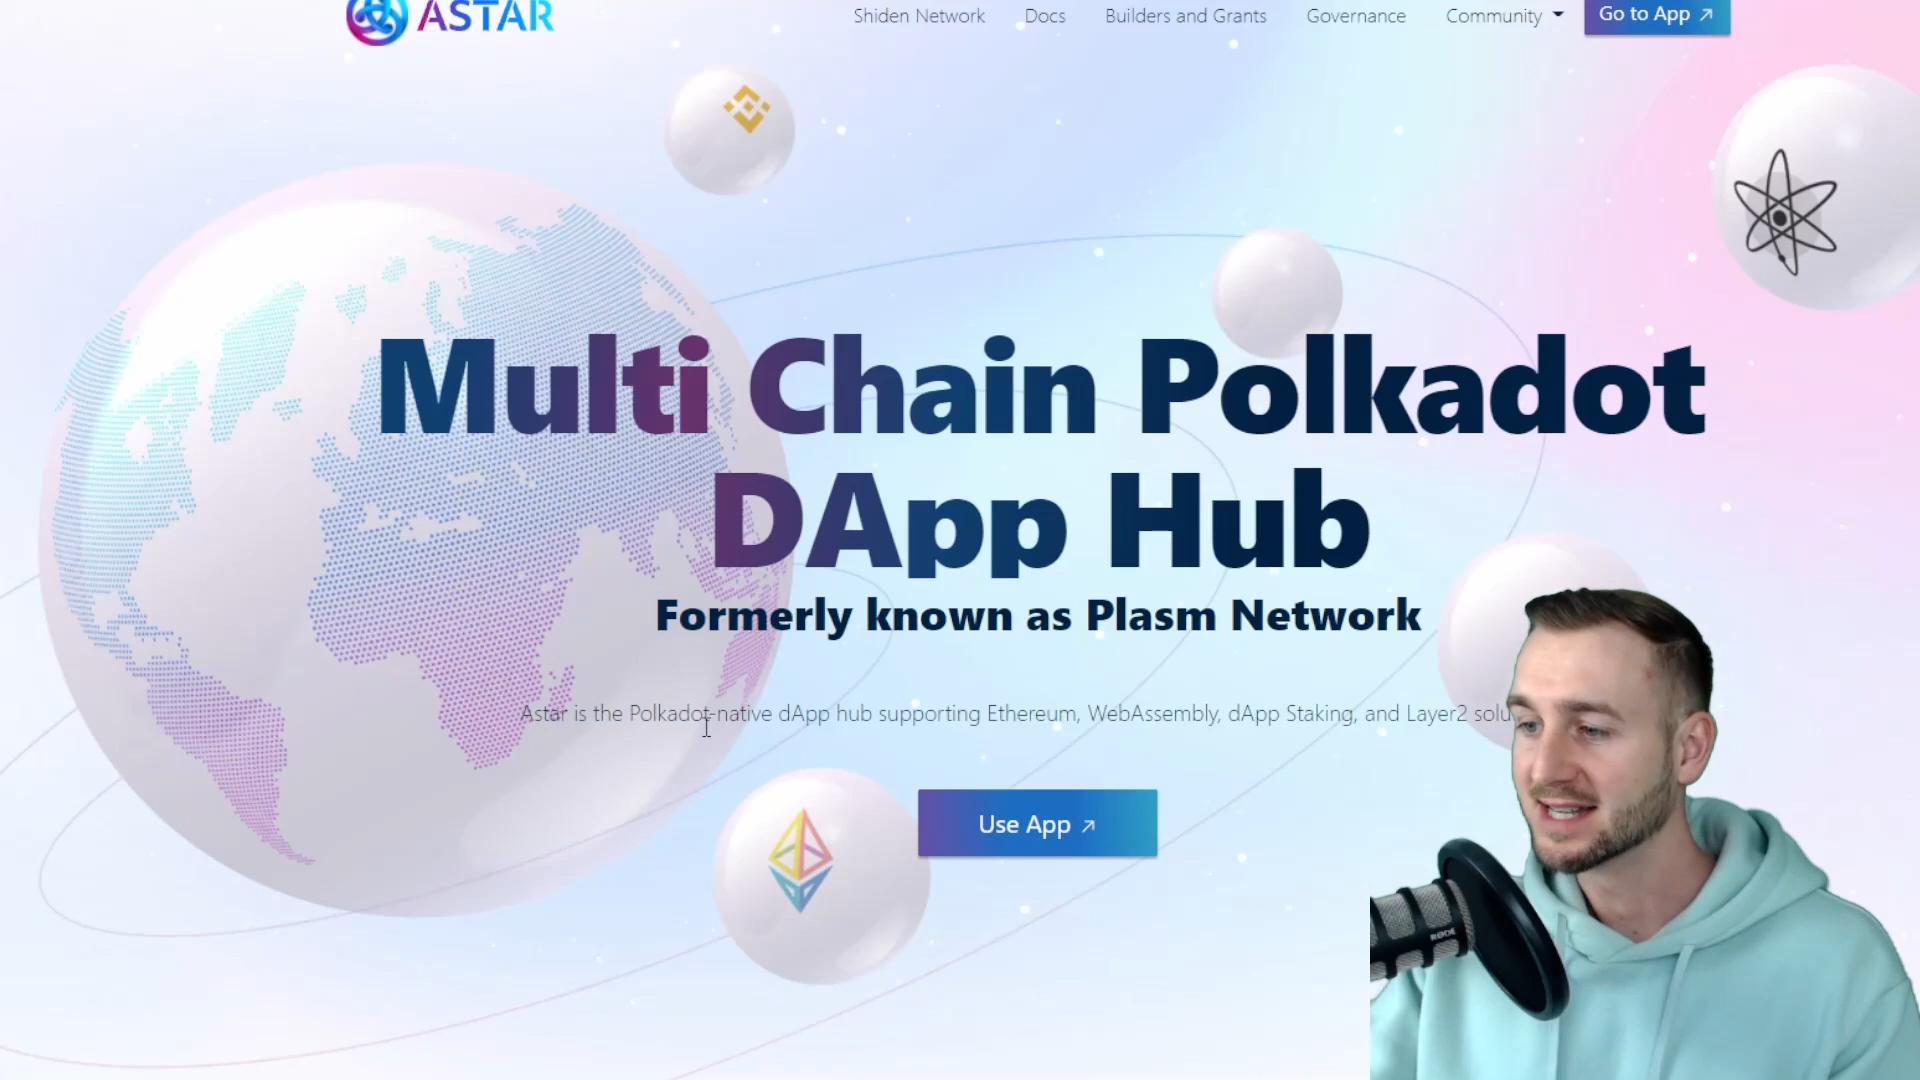 ASTAR
Shiden Network Docs Builders and Grants Governance Community Go to App
Multi Chain Polkadot
DApp Hub
Formerly known as Plasm Network
Astar is the Polkadot-native dApp hub supporting Ethereum, WebAssembly, dApp Staking, and Layer2 solu
Use App
RØDE